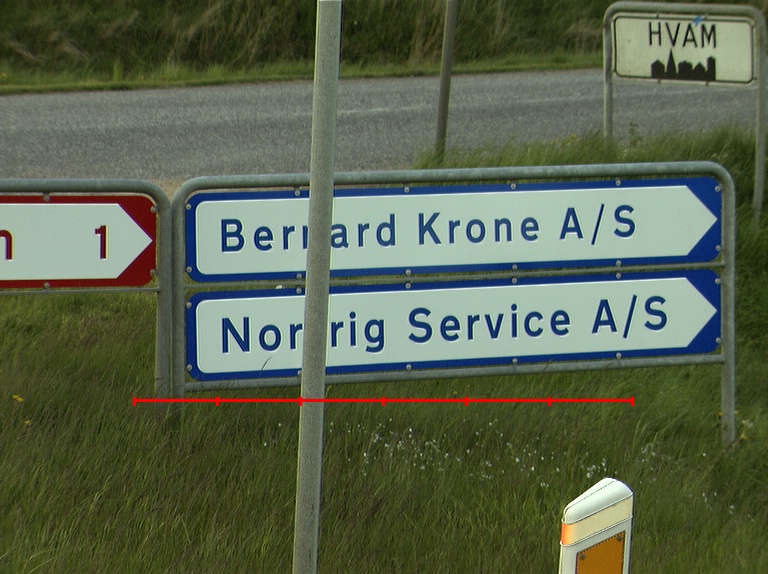 HVAM
1
Bernard Krone A/S
Service A/S